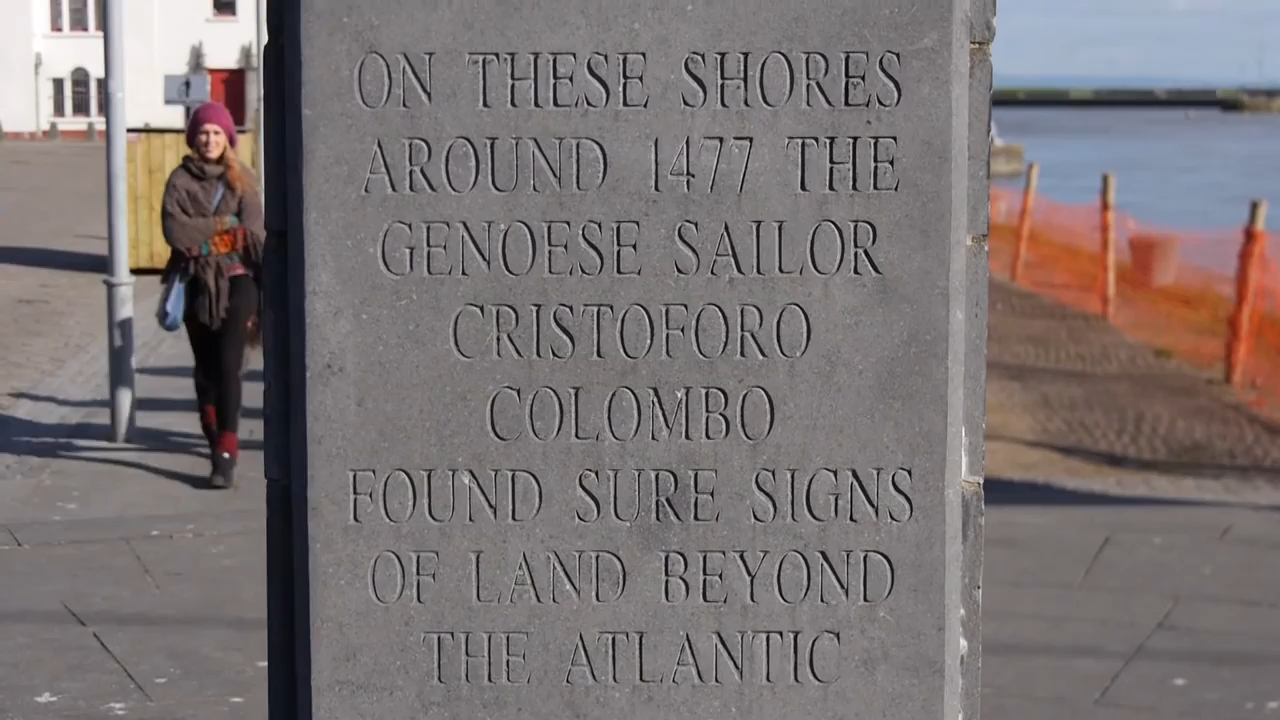 ON THESE SHORES
AROUND 1477 THE
GENOESE SAILOR
CRISTOFORO
COLOMBO
FOUND SURE SIGNS
OF LAND BEYOND
THE ATLANTIC